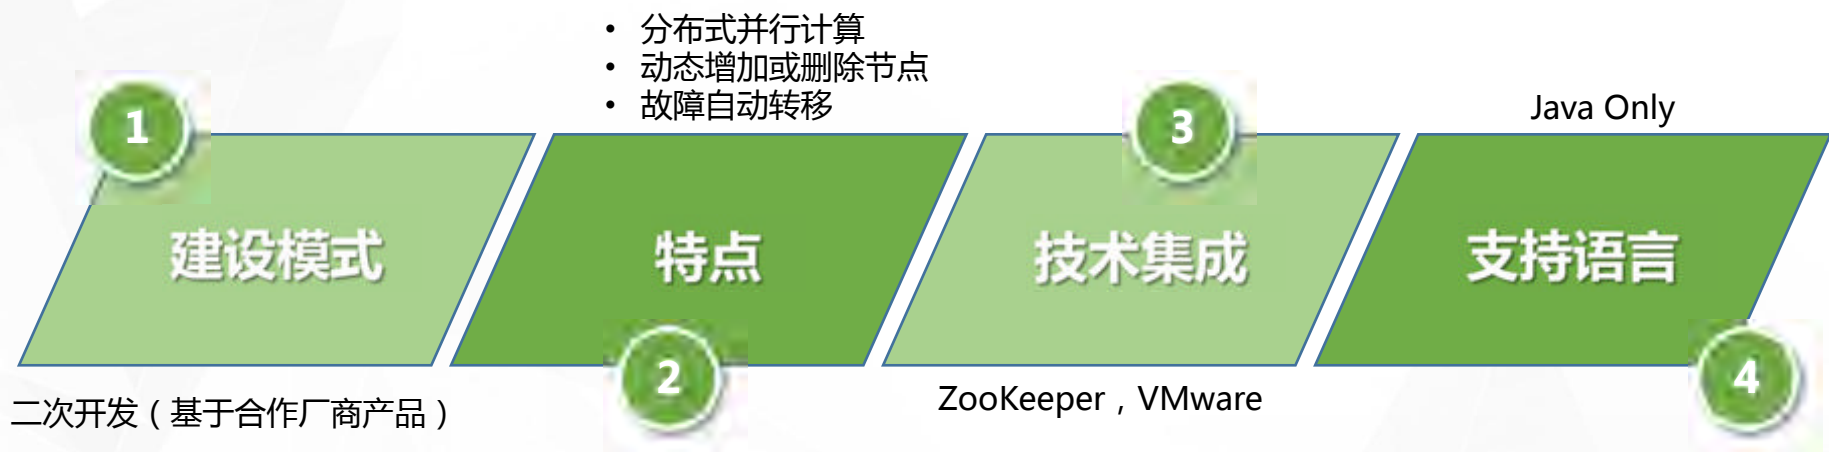 1
建设模式
二次开发（基于合作厂商产品）
• 分布式并行计算
• 动态增加或删除节点
• 故障自动转移
特点
2
3
技术集成
ZooKeeper，VMware
Java Only
支持语言
4